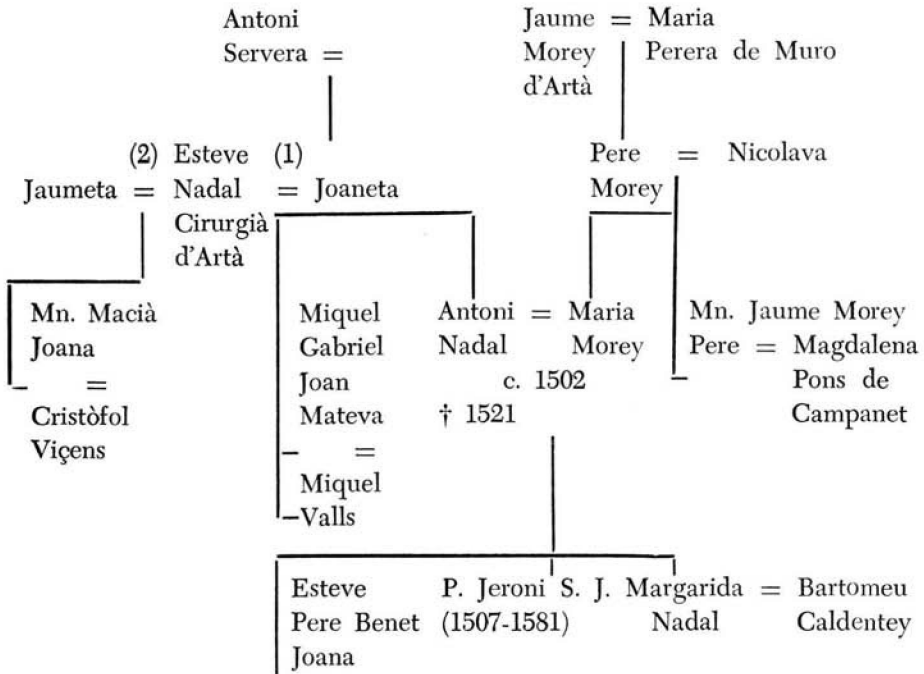 Antoni Jaume = Maria
Servera = Morey Perera de Muro
d'Artà
(2) Esteve (1) Pere = Nicolava
Jaumeta = Nadal = Joaneta Morey
Cirurgià
d'Artà
Mn. Macià Miquel Antoni = Maria Mn. Jaume Morey
Joana Gabriel Nadal Morey Pere = Magdalena
= Joan c. 1502 Pons de
Cristòfol Mateva † 1521 Campanet
Viçens =
Miquel
Valls
Esteve P. Jeroni S. J. Margarida = Bartomeu
Pere Benet (1507-1581) Nadal Caldentey
Joana